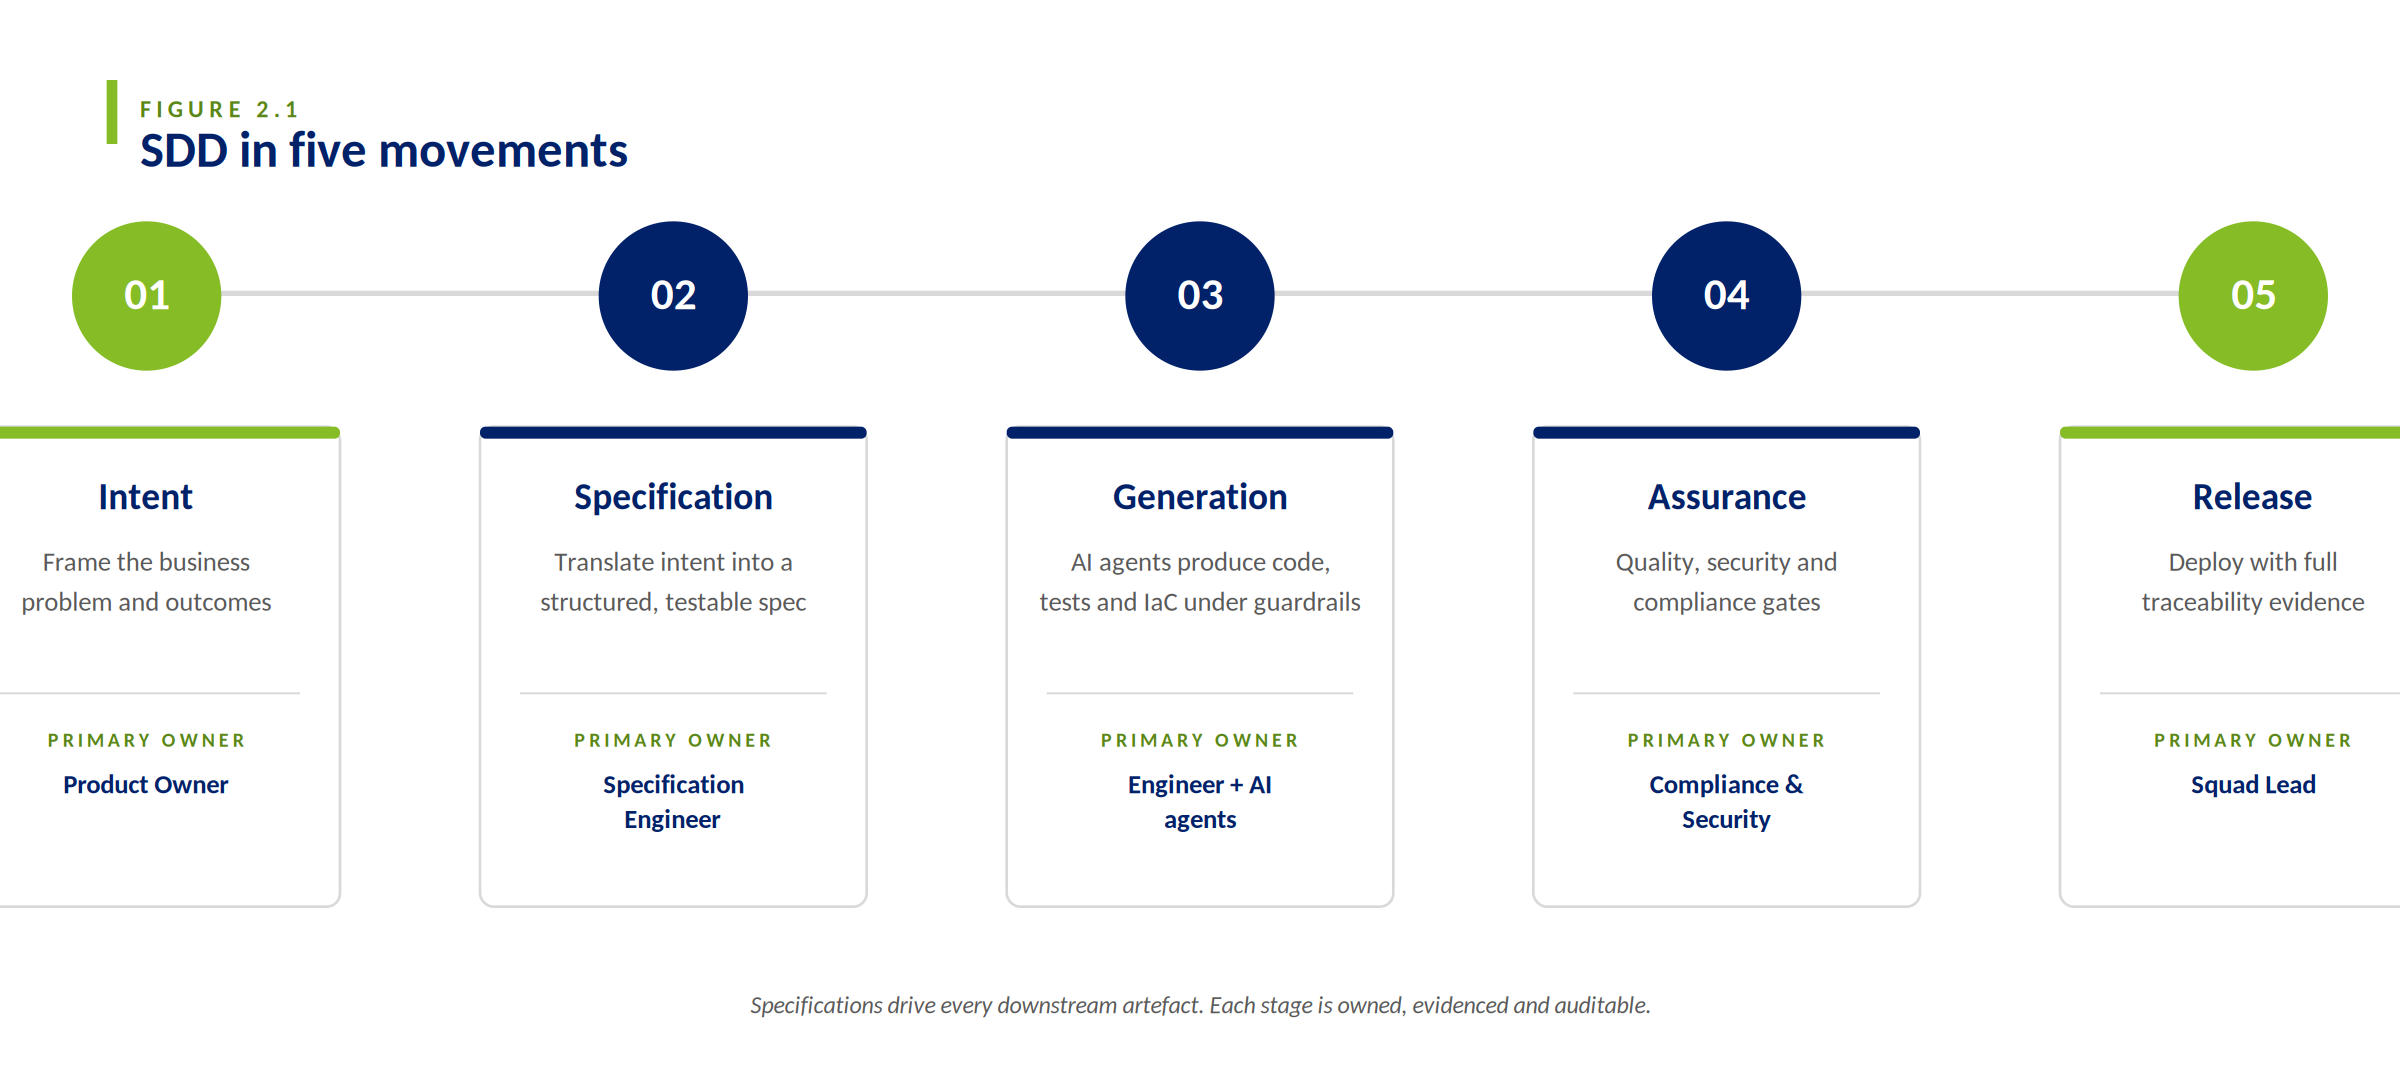 FIGURE 2.1
SDD in five movements
01
02
03
04
05
Intent
Frame the business
problem and outcomes
PRIMARY OWNER
Product Owner
Specification
Translate intent into a
structured, testable spec
PRIMARY OWNER
Specification
Engineer
Generation
AI agents produce code,
tests and IaC under guardrails
PRIMARY OWNER
Engineer + AI
agents
Assurance
Quality, security and
compliance gates
PRIMARY OWNER
Compliance &
Security
Release
Deploy with full
traceability evidence
PRIMARY OWNER
Squad Lead
Specifications drive every downstream artefact. Each stage is owned, evidenced and auditable.